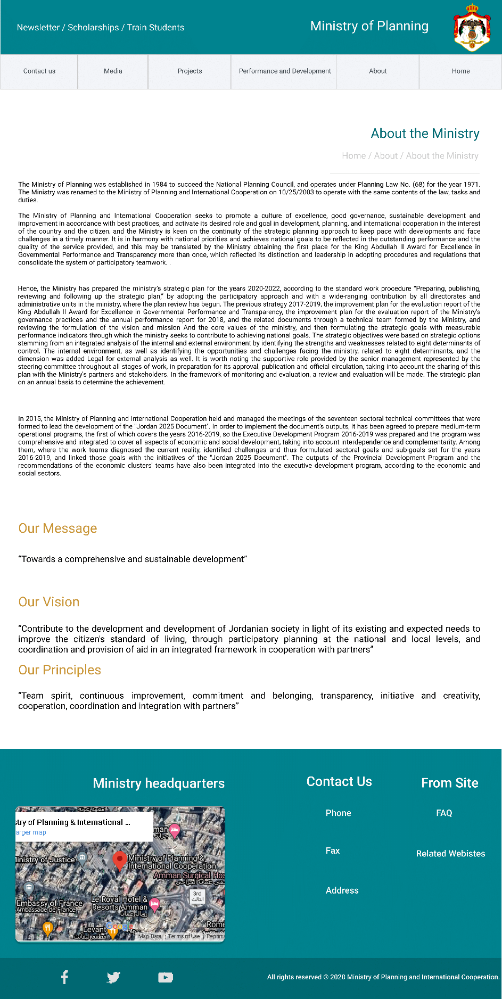 Newsletter / Scholarships / Train Students
Ministry of Planning
Contact us
Media
Projects
Performance and Development
About
Home
About the Ministry
Home / About / About the Ministry
The Ministry of Planning was established in 1984 to succeed the National Planning Council, and operates under Planning Law No. (68) for the year 1971.
The Ministry was renamed to the Ministry of Planning and International Cooperation on 10/25/2003 to operate with the same contents of the law, tasks and
duties.
The Ministry of Planning and International Cooperation seeks to promote a culture of excellence, good governance, sustainable development and
improvement in accordance with best practices, and activate its desired role and goal in development, planning, and international cooperation in the interest
of the country and the citizen, and the Ministry is keen on the continuity of the strategic planning approach to keep pace with developments and face
challenges in a timely manner. It is in harmony with national priorities and achieves national goals to be reflected in the outstanding performance and the
quality of the service provided, and this may be translated by the Ministry obtaining the first place for the King Abdullah II Award for Excellence in
Governmental Performance and Transparency more than once, which reflected its distinction and leadership in adopting procedures and regulations that
consolidate the system of participatory teamwork. .
Hence, the Ministry has prepared the ministry's strategic plan for the years 2020-2022, according to the standard work procedure “Preparing, publishing,
reviewing and following up the strategic plan,” by adopting the participatory approach and with a wide-ranging contribution by all directorates and
administrative units in the ministry, where the plan review has begun. The previous strategy 2017-2019, the improvement plan for the evaluation report of the
King Abdullah II Award for Excellence in Governmental Performance and Transparency, the improvement plan for the evaluation report of the Ministry's
governance practices and the annual performance report for 2018, and the related documents through a technical team formed by the Ministry, and
reviewing the formulation of the vision and mission And the core values of the ministry, and then formulating the strategic goals with measurable
performance indicators through which the ministry seeks to contribute to achieving national goals. The strategic objectives were based on strategic options
stemming from an integrated analysis of the internal and external environment by identifying the strengths and weaknesses related to eight determinants of
control. The internal environment, as well as identifying the opportunities and challenges facing the ministry, related to eight determinants, and the
dimension was added Legal for external analysis as well. It is worth noting the supportive role provided by the senior management represented by the
steering committee throughout all stages of work, in preparation for its approval, publication and official circulation, taking into account the sharing of this
plan with the Ministry's partners and stakeholders. In the framework of monitoring and evaluation, a review and evaluation will be made. The strategic plan
on an annual basis to determine the achievement.
In 2015, the Ministry of Planning and International Cooperation held and managed the meetings of the seventeen sectoral technical committees that were
formed to lead the development of the "Jordan 2025 Document". In order to implement the document's outputs, it has been agreed to prepare medium-term
operational programs, the first of which covers the years 2016-2019, so the Executive Development Program 2016-2019 was prepared and the program was
comprehensive and integrated to cover all aspects of economic and social development, taking into account interdependence and complementarity. Among
them, where the work teams diagnosed the current reality, identified challenges and thus formulated sectoral goals and sub-goals set for the years
2016-2019, and linked those goals with the initiatives of the "Jordan 2025 Document". The outputs of the Provincial Development Program and the
recommendations of the economic clusters' teams have also been integrated into the executive development program, according to the economic and
social sectors.
Our Message
“Towards a comprehensive and sustainable development”
Our Vision
“Contribute to the development and development of Jordanian society in light of its existing and expected needs to
improve the citizen's standard of living, through participatory planning at the national and local levels, and
coordination and provision of aid in an integrated framework in cooperation with partners”
Our Principles
“Team spirit, continuous improvement, commitment and belonging, transparency, initiative and creativity,
cooperation, coordination and integration with partners”
Ministry headquarters
معهد غوته
stry of Planning & International ...
arger map
Ministry of Justice
Ministry of Planning &
International Cooperation
Amman Surgical Hos
3rd
الثالث
Embassy of France
Ambassade de France
Le Royal Hotel &
Resorts Amman
رويال عمان
Levant
مطعم ليفانت
Google
Rome
Map Data
Terms of Use
Report
Contact Us
Phone
Fax
Address
From Site
FAQ
Related Webistes
All rights reserved © 2020 Ministry of Planning and International Cooperation.